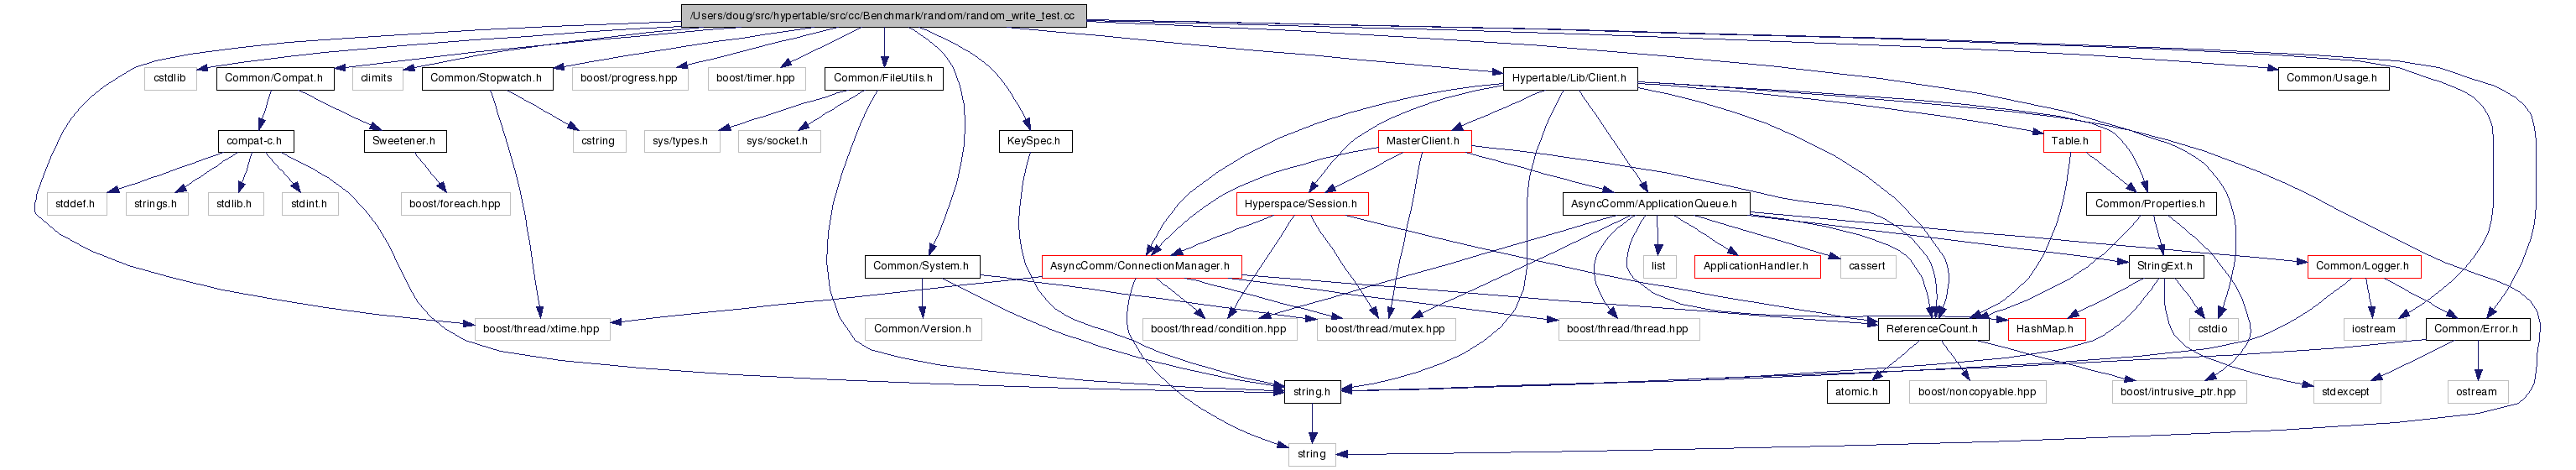 /Users/doug/src/hypertable/src/cc/Benchmark/random/random_write_test.cc
cstdlib
Common/Compat.h
climits
Common/Stopwatch.h
boost/progress.hpp
boost/timer.hpp
Common/FileUtils.h
Hypertable/Lib/Client.h
Common/Usage.h
compat-c.h
Sweetener.h
cstring
sys/types.h
sys/socket.h
KeySpec.h
MasterClient.h
Table.h
stddef.h
strings.h
stdlib.h
stdint.h
boost/foreach.hpp
Hyperspace/Session.h
AsyncComm/ApplicationQueue.h
Common/Properties.h
Common/System.h
AsyncComm/ConnectionManager.h
list
ApplicationHandler.h
cassert
StringExt.h
Common/Logger.h
boost/thread/xtime.hpp
Common/Version.h
boost/thread/condition.hpp
boost/thread/mutex.hpp
boost/thread/thread.hpp
ReferenceCount.h
HashMap.h
cstdio
iostream
Common/Error.h
string.h
atomic.h
boost/noncopyable.hpp
boost/intrusive_ptr.hpp
stdexcept
ostream
string